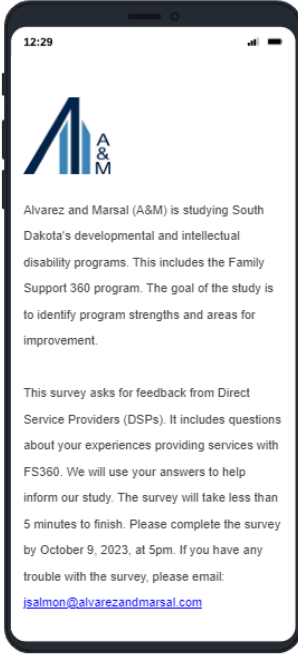 12:29
A
&
M
Alvarez and Marsal (A&M) is studying South
Dakota's developmental and intellectual
disability programs. This includes the Family
Support 360 program. The goal of the study is
to identify program strengths and areas for
improvement.
This survey asks for feedback from Direct
Service Providers (DSPs). It includes questions
about your experiences providing services with
FS360. We will use your answers to help
inform our study. The survey will take less than
5 minutes to finish. Please complete the survey
by October 9, 2023, at 5pm. If you have any
trouble with the survey, please email:
jsalmon@alvarezandmarsal.com